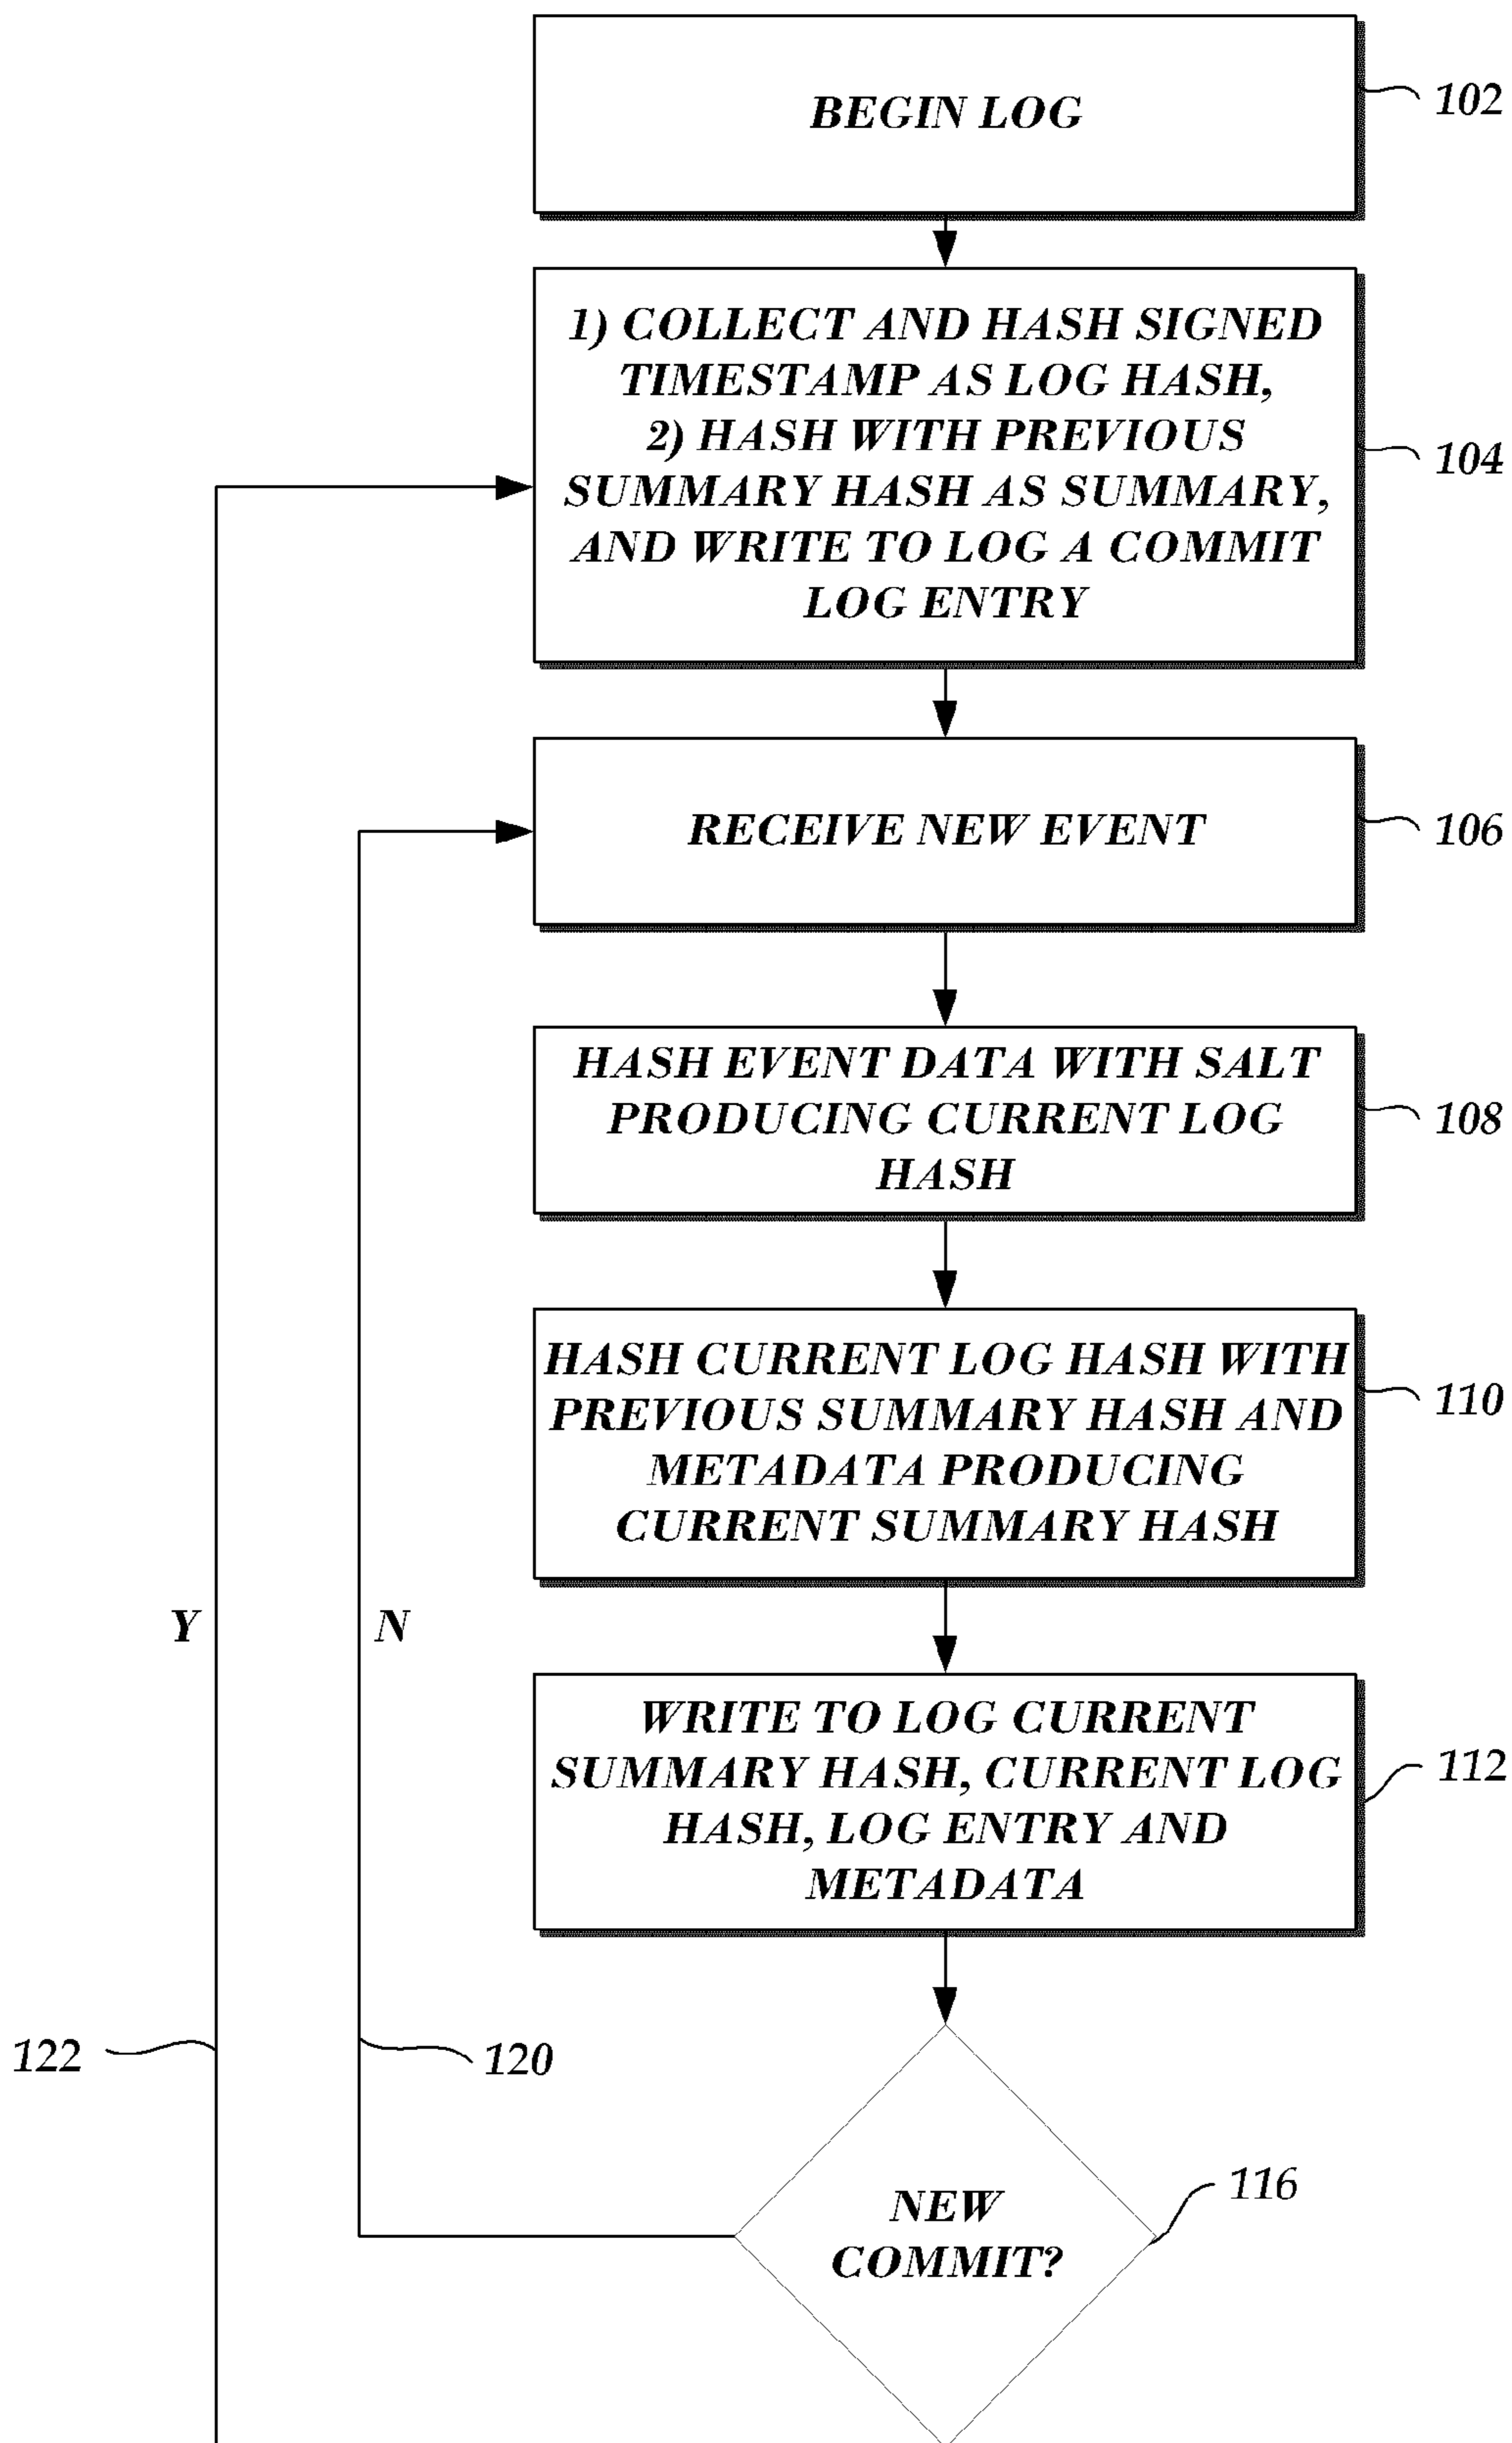 BEGIN LOG
102
1) COLLECT AND HASH SIGNED
TIMESTAMP AS LOG HASH,
2) HASH WITH PREVIOUS
SUMMARY HASH AS SUMMARY,
AND WRITE TO LOG A COMMIT
LOG ENTRY
104
RECEIVE NEW EVENT
106
HASH EVENT DATA WITH SALT
PRODUCING CURRENT LOG
HASH
108
HASH CURRENT LOG HASH WITH
PREVIOUS SUMMARY HASH AND
METADATA PRODUCING
CURRENT SUMMARY HASH
110
Y
N
WRITE TO LOG CURRENT
SUMMARY HASH, CURRENT LOG
HASH, LOG ENTRY AND
METADATA
112
122
120
NEW
COMMIT?
116